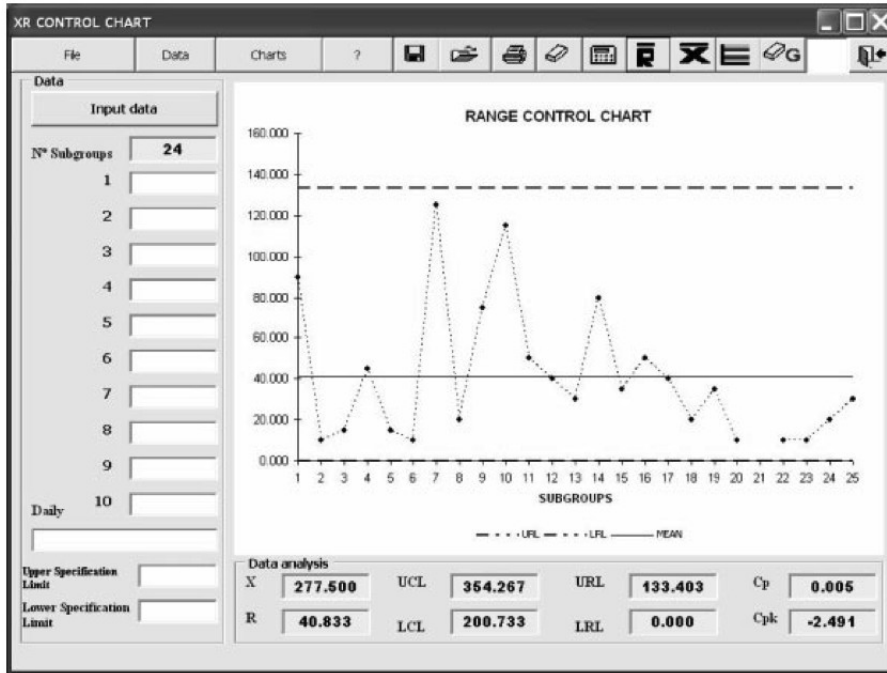 XR CONTROL CHART
File Data Charts ? R X G
Data
Input data
Nº Subgroups 24
1
2
3
4
5
6
7
8
9
10
Daily
Upper Specification
Limit
Lower Specification
Limit
RANGE CONTROL CHART
160.000
140.000
120.000
100.000
80.000
60.000
40.000
20.000
0.000
1 2 3 4 5 6 7 8 9 10 11 12 13 14 15 16 17 18 19 20 21 22 23 24 25
SUBGROUPS
URL LRL MEAN
Data analysis
X 277.500 UCL 354.267 URL 133.403 Cp 0.005
R 40.833 LCL 200.733 LRL 0.000 Cpk -2.491